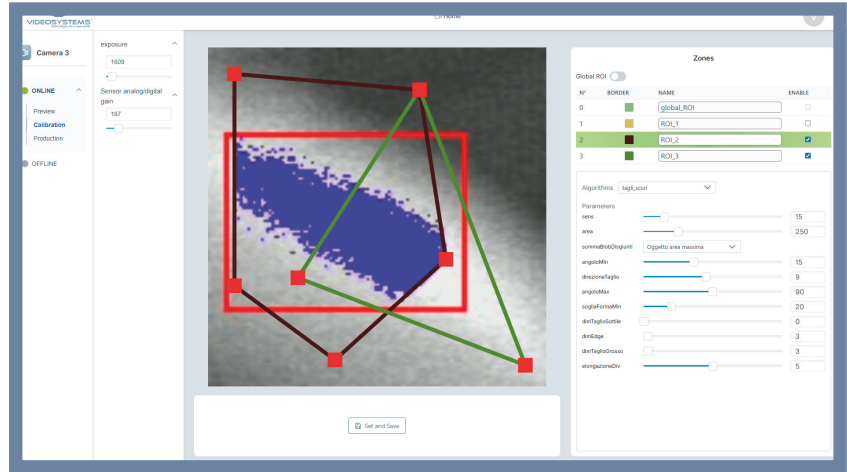 VIDEOSYSTEMS
Home
V
Camera 3
ONLINE
Preview
Calibration
Production
OFFLINE
exposure
1609
Sensor analog/digital
gain
187
Set and Save
Zones
Global ROI
N° BORDER NAME ENABLE
0 global_ROI
1 ROI_1
2 ROI_2
3 ROI_3
Algorithms tagli_scuri
Parameters
sens 15
area 250
sommaBlobDisgiunti Oggetto area massima
angoloMin 15
direzioneTaglio 9
angoloMax 90
sogliaFormaMin 20
dimTaglioSottile 0
dimEdge 3
dimTaglioGrosso 3
elongazioneDiv 5